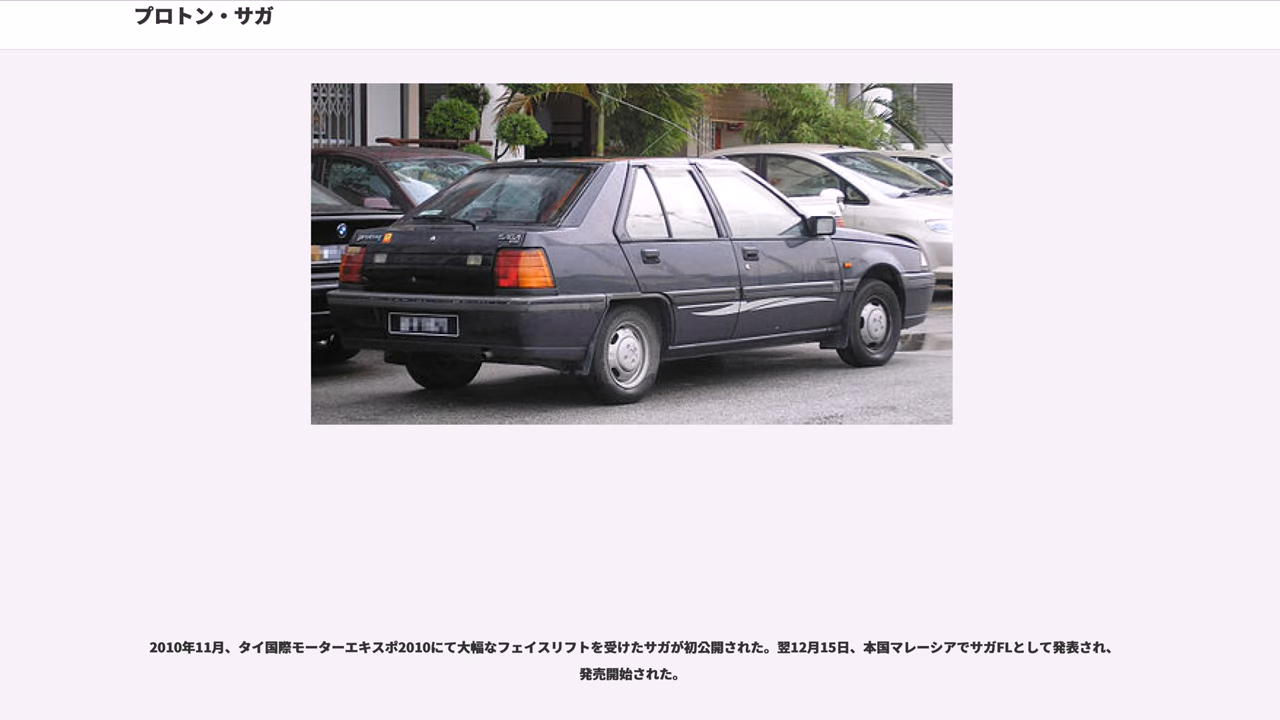 プロトン・サガ
2010年11月、タイ国際モーターエキスポ2010にて大幅なフェイスリフトを受けたサガが初公開された。翌12月15日、本国マレーシアでサガFLとして発表され、
発売開始された。